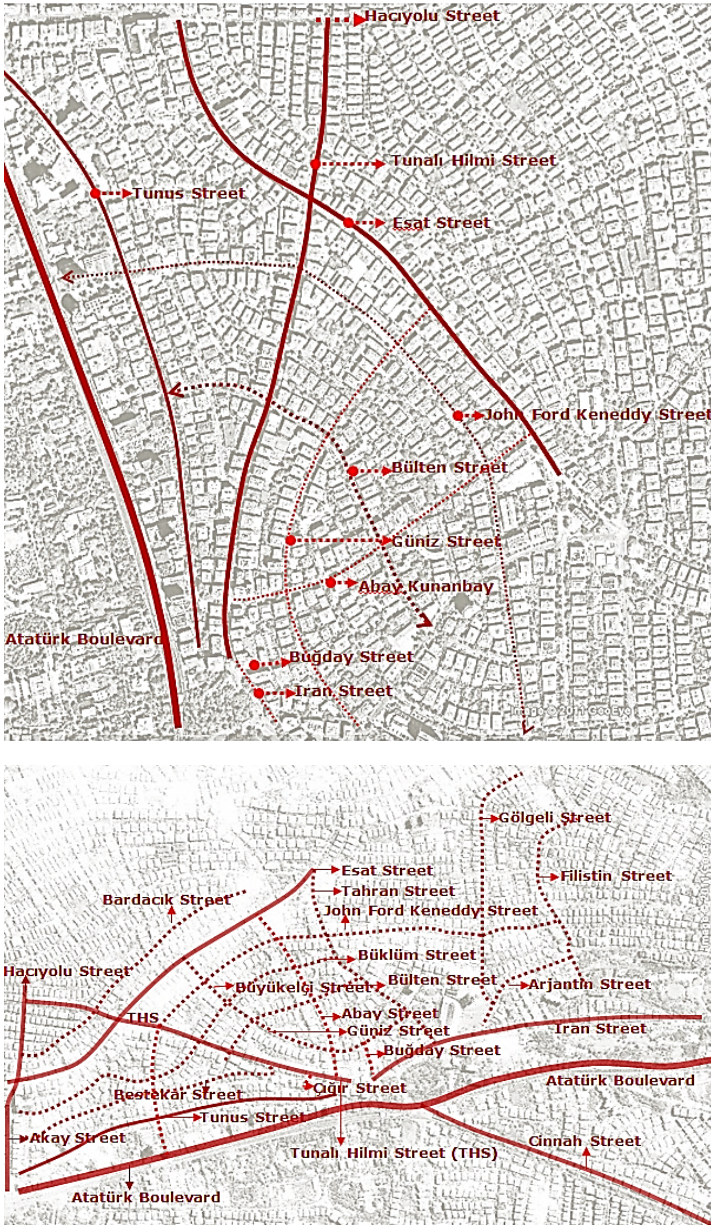 Hacıyolu Street
Tunalı Hilmi Street
Tunus Street
Esat Street
John Ford Keneddy Street
Bülten Street
Güniz Street
Abay Kunanbay
Atatürk Boulevard
Buğday Street
Iran Street
Gölgeli Street
Esat Street
Filistin Street
Tahran Street
Bardacık Street
John Ford Keneddy Street
Büklüm Street
Hacıyolu Street
Büyükelçi Street
Bülten Street
Arjantin Street
THS
Abay Street
Güniz Street
Iran Street
Buğday Street
Bestekar Street
Çığır Street
Atatürk Boulevard
Tunus Street
Akay Street
Cinnah Street
Tunalı Hilmi Street (THS)
Atatürk Boulevard